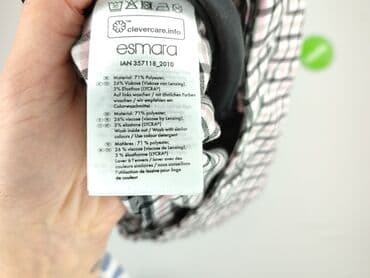 clevercare.info
esmara
IAN 357118_2010
Material: 71% Polyester,
26% Viskose (Viskose von Lenzing),
3% Elasthan (LYCRA®)
Auf links waschen / mit ähnlichen Farben
waschen / wir empfehlen ein
Colorwaschmittel
Material: 71% polyester,
26% viscose (viscose by Lenzing),
3% elastane (LYCRA®)
Wash inside out / Wash with similar
colours / Use colour detergent
Matières : 71 % polyester,
26 % viscose (viscose de Lenzing),
3 % élasthanne (LYCRA®)
Laver à l'envers / Laver avec des
couleurs similaires / nous conseillons
l'utilisation de lessive pour linge
de couleur